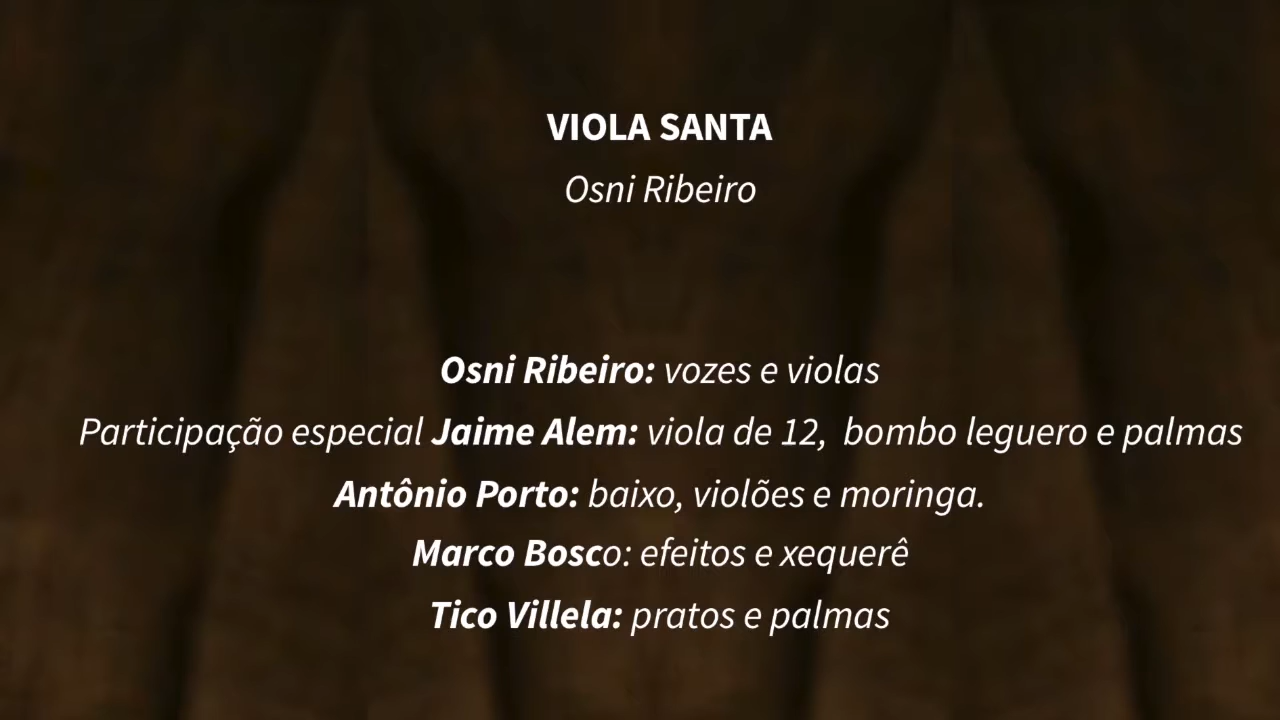 VIOLA SANTA
Osni Ribeiro
Osni Ribeiro: vozes e violas
Participação especial Jaime Alem: viola de 12, bombo leguero e palmas
Antônio Porto: baixo, violões e moringa.
Marco Bosco: efeitos e xequerê
Tico Villela: pratos e palmas